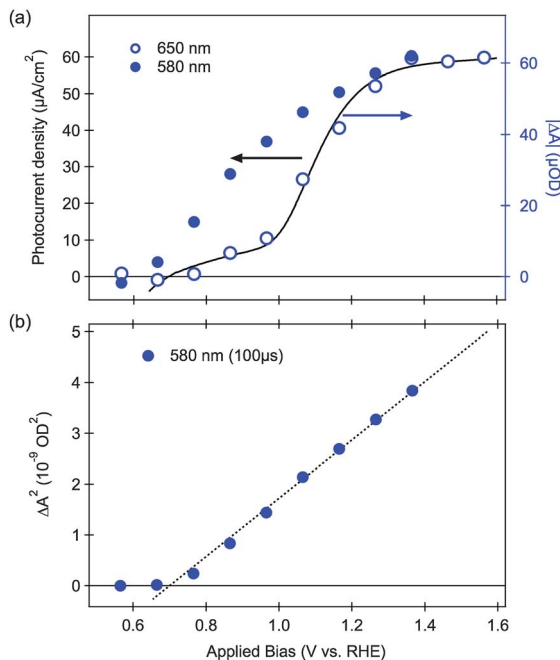 (a)
650 nm
580 nm
Photocurrent density (µA/cm²)
60
50
40
30
20
10
0
60
40
20
0
|ΔA| (µOD)
(b)
580 nm (100µs)
ΔA² (10⁻⁹ OD²)
5
4
3
2
1
0
0.6 0.8 1.0 1.2 1.4 1.6
Applied Bias (V vs. RHE)